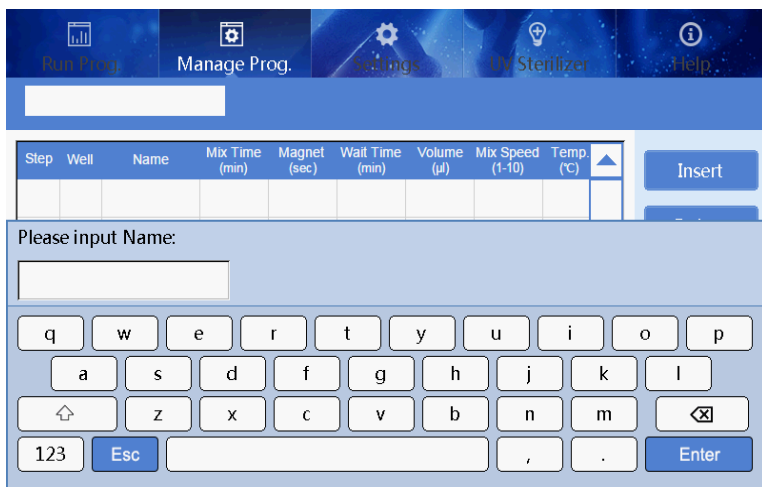 Run Prog. Manage Prog. Settings UV Sterilizer Help
Step Well Name Mix Time (min) Magnet (sec) Wait Time (min) Volume (μl) Mix Speed (1-10) Temp. (℃)
Insert
Please input Name:
q w e r t y u i o p
a s d f g h j k l
z x c v b n m
123 Esc , . Enter